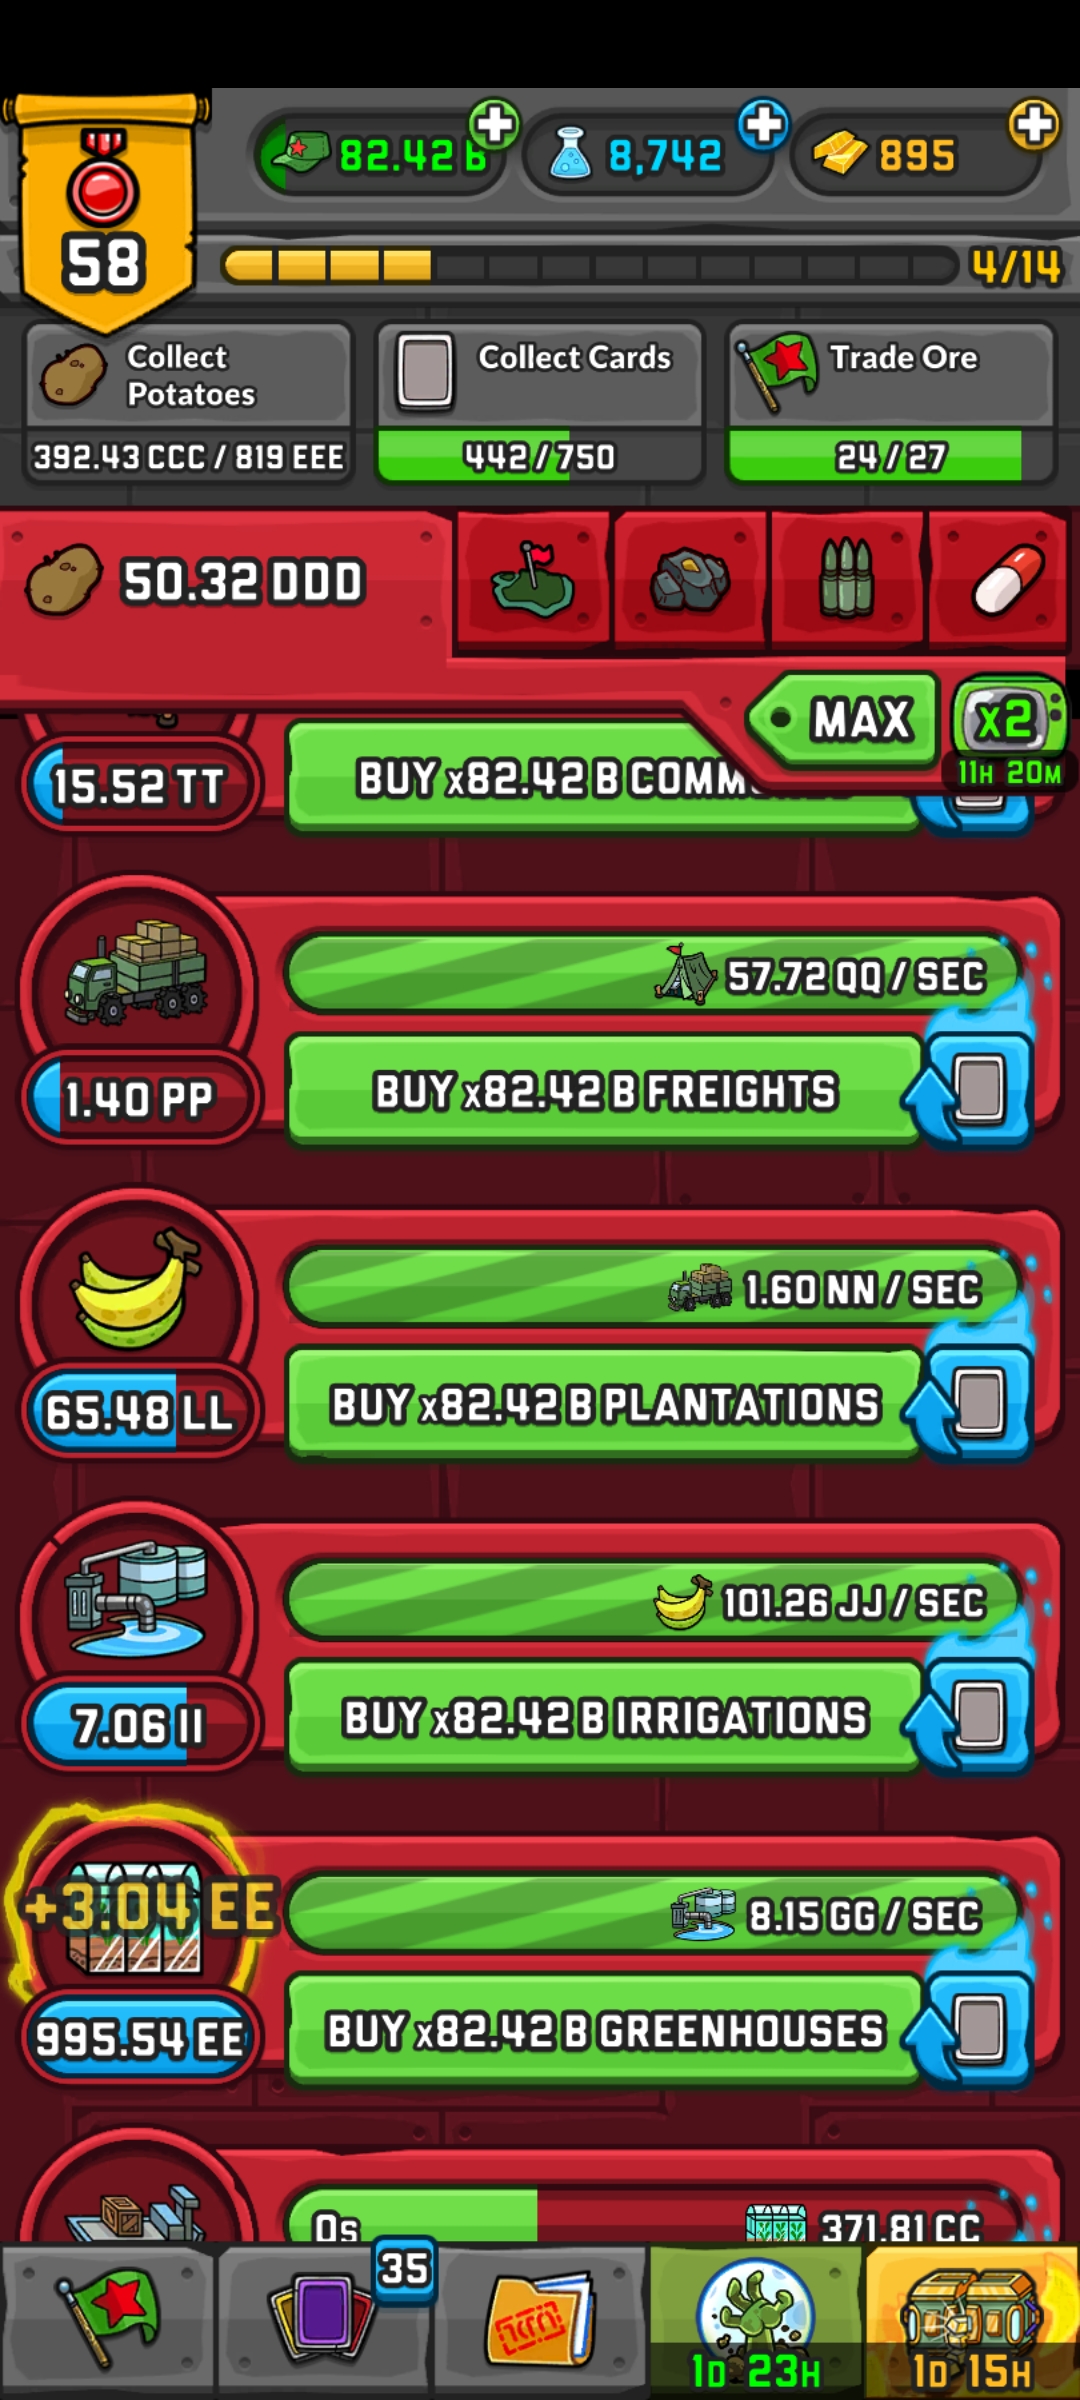 58
82.42 B
8,742
895
4/14
Collect
Potatoes
392.43 CCC / 819 EEE
Collect Cards
442/750
Trade Ore
24/27
50.32 DDD
MAX
x2
11H 20M
15.52 TT
BUY x82.42 B
57.72 QQ / SEC
1.40 PP
BUY x82.42 B FREIGHTS
1.60 NN / SEC
65.48 LL
BUY x82.42 B PLANTATIONS
101.26 JJ / SEC
7.06 II
BUY x82.42 B IRRIGATIONS
+3.04 EE
8.15 GG / SEC
995.54 EE
BUY x82.42 B GREENHOUSES
0s
371.81 CC
35
1D 23H
1D 15H